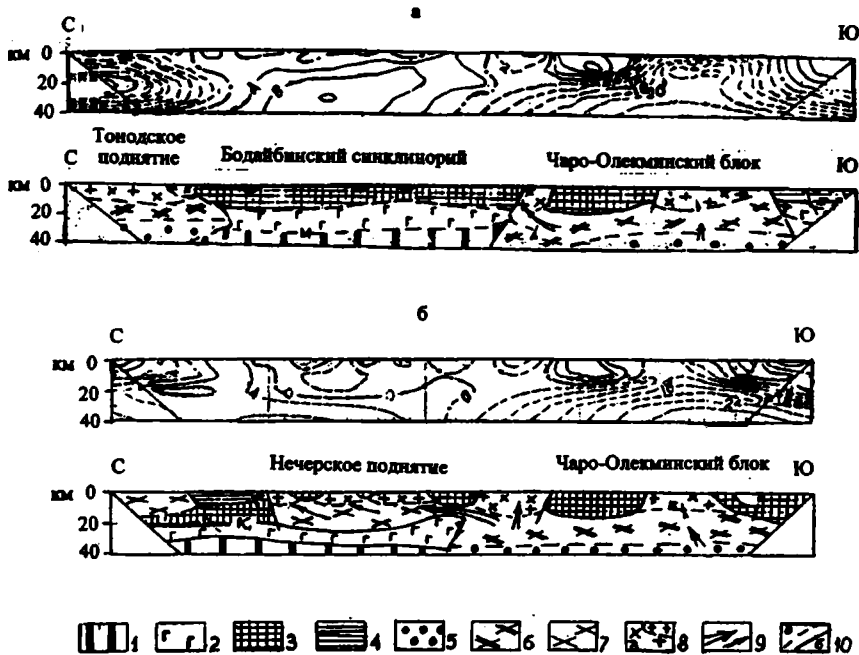 а
С Ю
км 0
20
40
Тонодское
поднятие
Бодайбинский синклинорий
Чаро-Олекминский блок
С Ю
км 0
20
40
б
С Ю
км 0
20
40
Нечерское поднятие
Чаро-Олекминский блок
С Ю
км 0
20
40
1 2 3 4 5 6 7 8 9 10